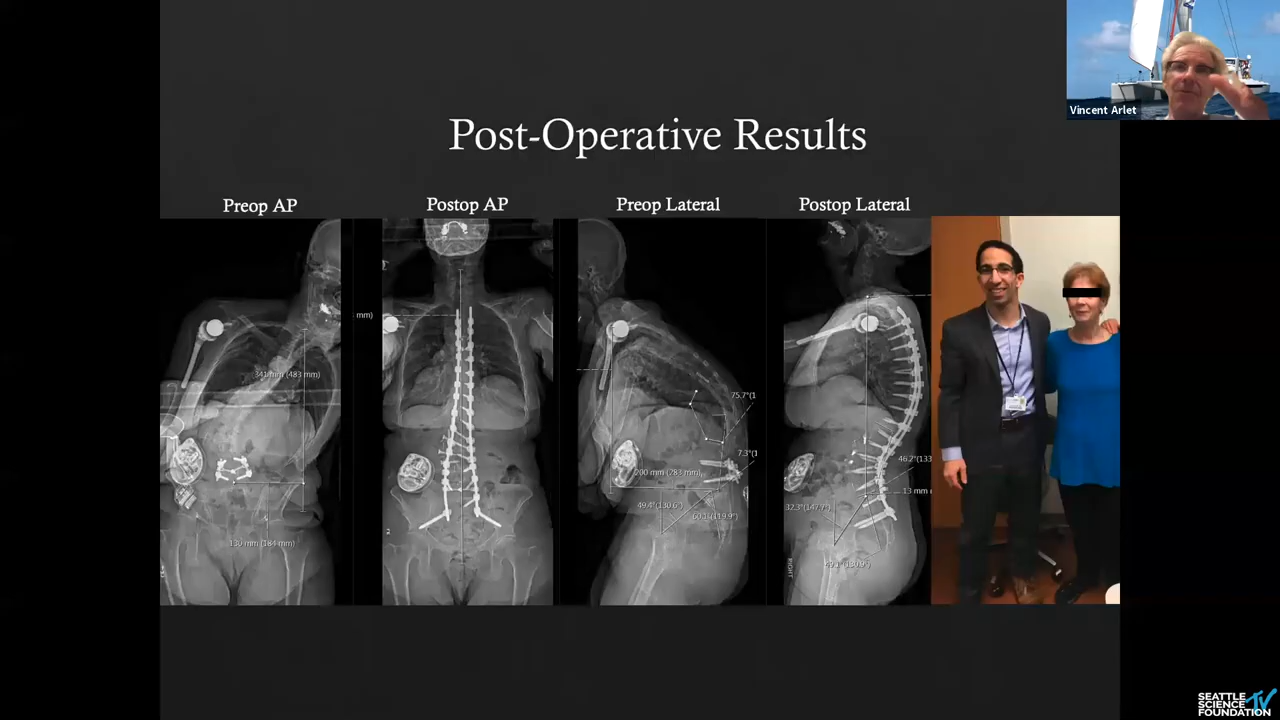 Vincent Arlet
Post-Operative Results
Preop AP
Postop AP
Preop Lateral
Postop Lateral
mm)
341 mm (483 mm)
75.7°(1
7.3°(1
200 mm (283 mm)
46.2°(133
13 mm
49.4°(130.6°)
60.1°(119.9°)
32.3°(147.7°)
130 mm (184 mm)
49.1°(130.9°)
RIGHT
SEATTLE
SCIENCE
FOUNDATION
TV